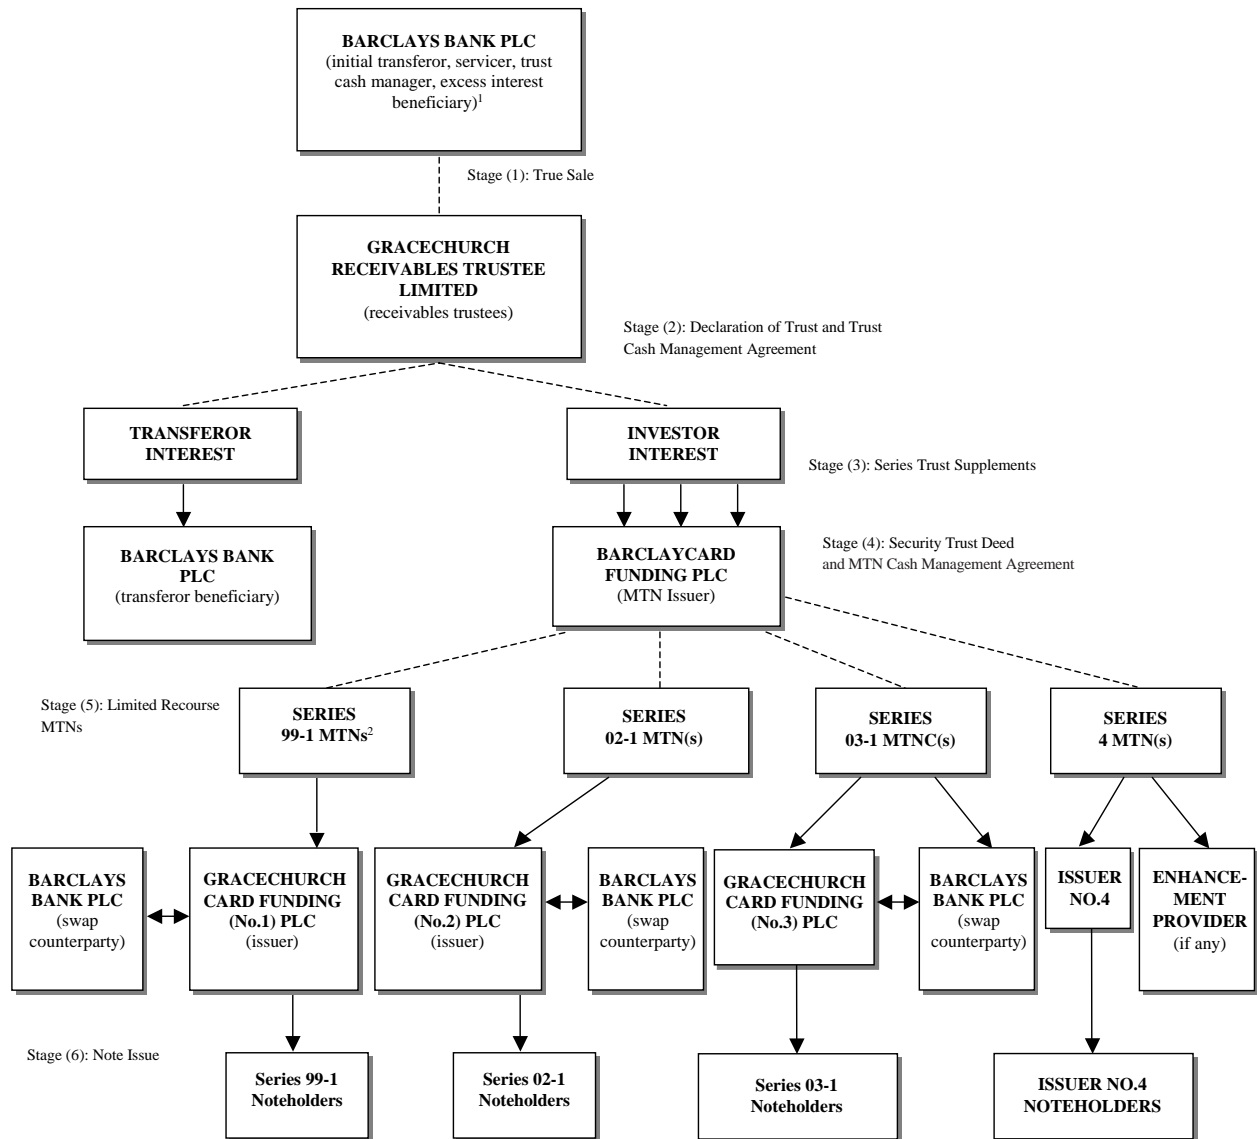 BARCLAYS BANK PLC
(initial transferor, servicer, trust
cash manager, excess interest
beneficiary)1
Stage (1): True Sale
GRACECHURCH
RECEIVABLES TRUSTEE
LIMITED
(receivables trustees)
Stage (2): Declaration of Trust and Trust
Cash Management Agreement
TRANSFEROR
INTEREST
INVESTOR
INTEREST
Stage (3): Series Trust Supplements
BARCLAYS BANK
PLC
(transferor beneficiary)
BARCLAYCARD
FUNDING PLC
(MTN Issuer)
Stage (4): Security Trust Deed
and MTN Cash Management Agreement
Stage (5): Limited Recourse
MTNs
SERIES
99-1 MTNs2
SERIES
02-1 MTN(s)
SERIES
03-1 MTNC(s)
SERIES
4 MTN(s)
BARCLAYS
BANK PLC
(swap
counterparty)
GRACECHURCH
CARD FUNDING
(No.1) PLC
(issuer)
GRACECHURCH
CARD FUNDING
(No.2) PLC
(issuer)
BARCLAYS
BANK PLC
(swap
counterparty)
GRACECHURCH
CARD FUNDING
(No.3) PLC
BARCLAYS
BANK PLC
(swap
counterparty)
ISSUER
NO.4
ENHANCE-
MENT
PROVIDER
(if any)
Stage (6): Note Issue
Series 99-1
Noteholders
Series 02-1
Noteholders
Series 03-1
Noteholders
ISSUER NO.4
NOTEHOLDERS